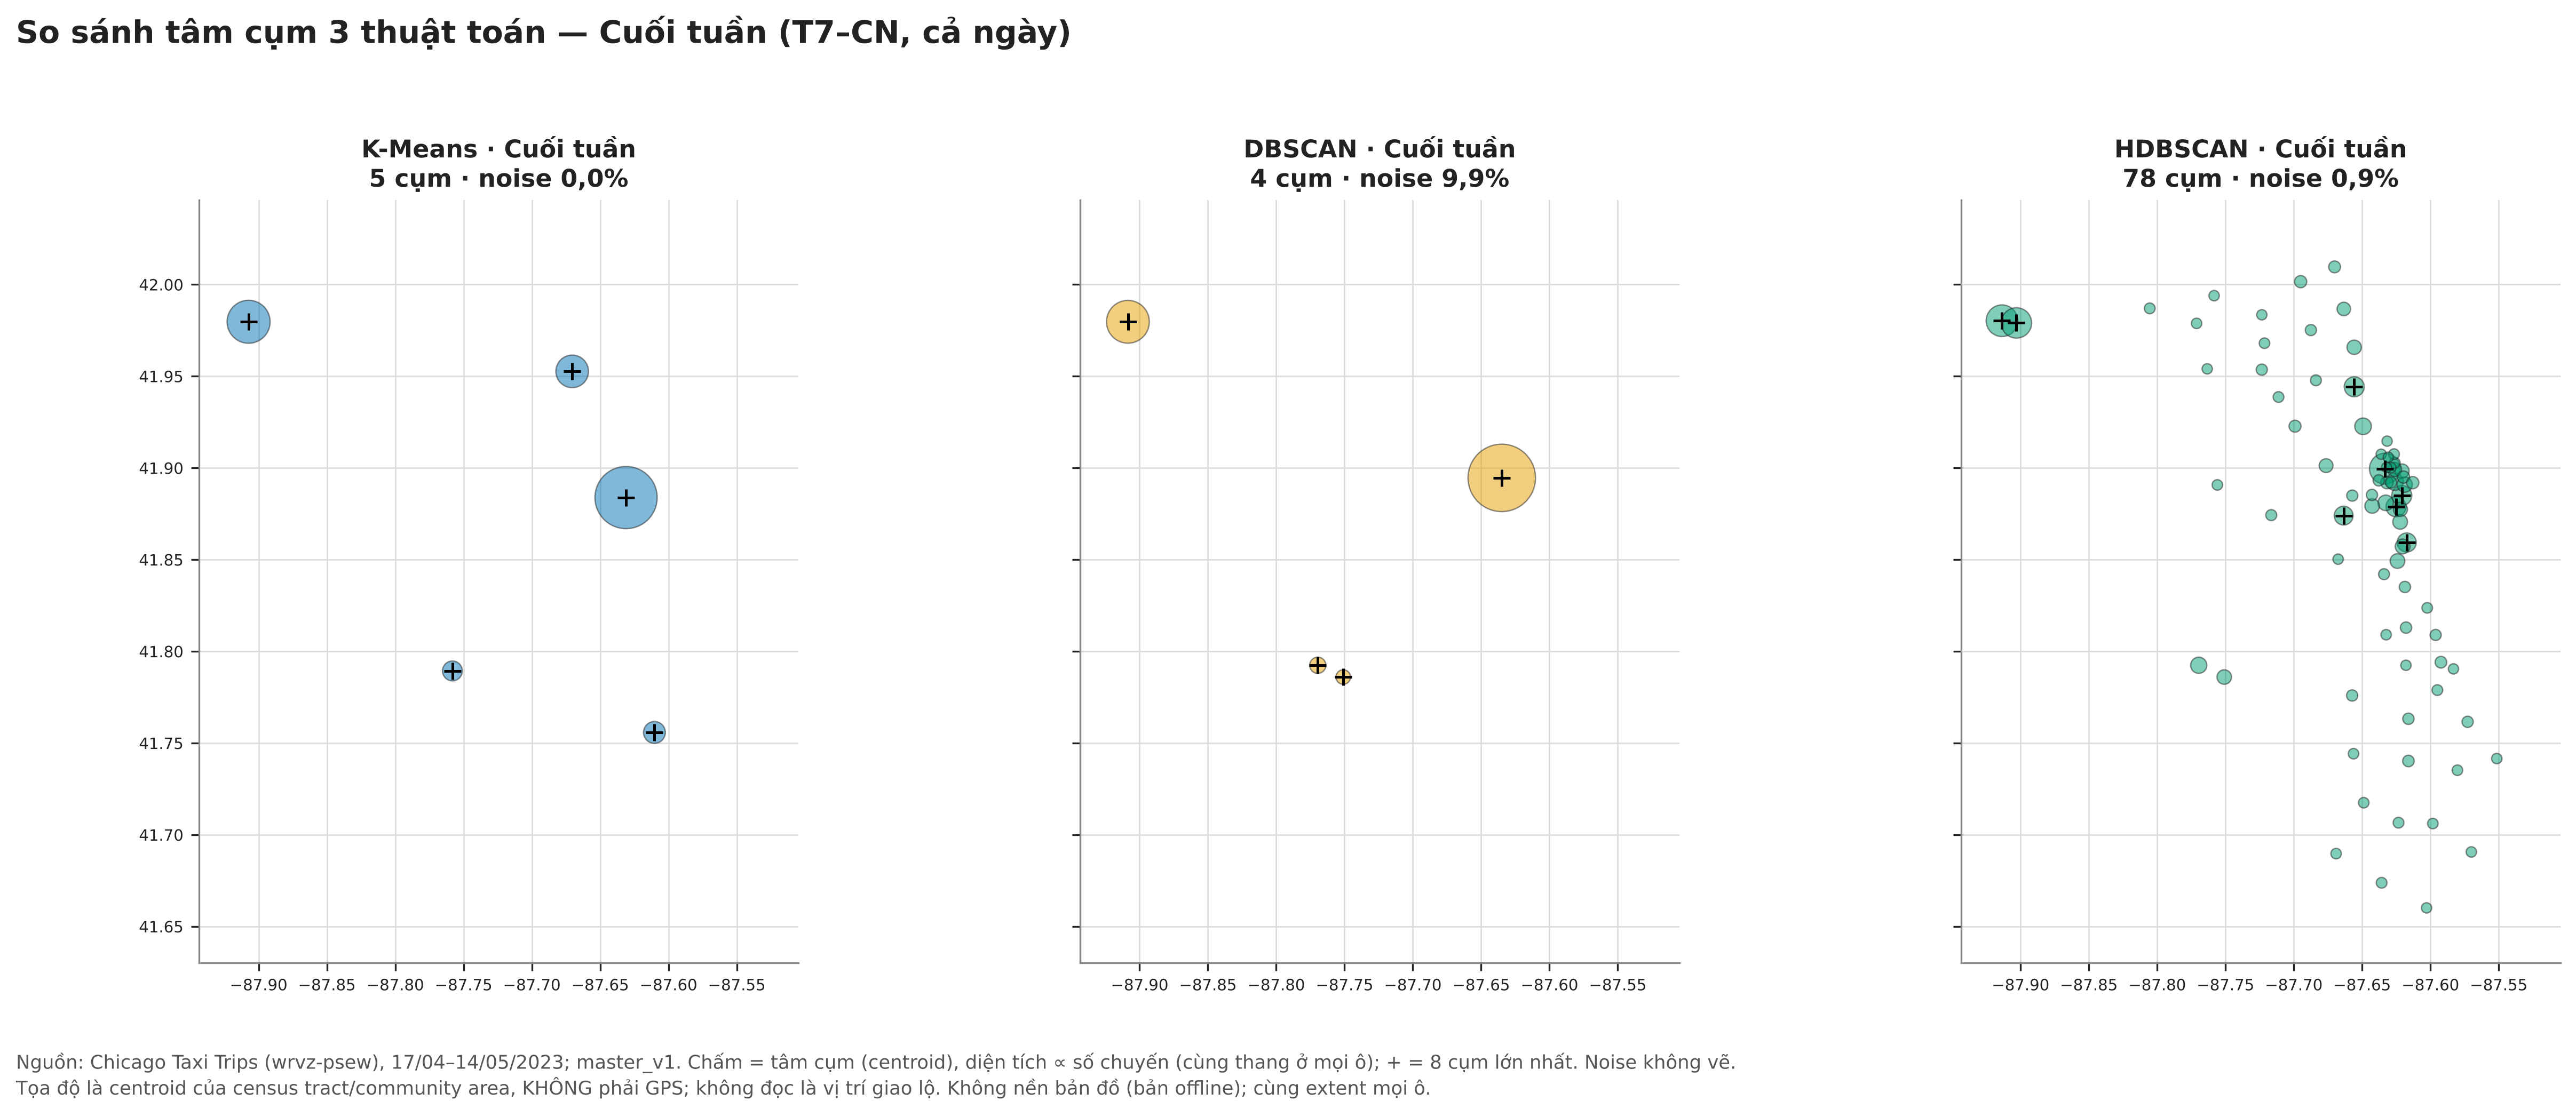 So sánh tâm cụm 3 thuật toán — Cuối tuần (T7–CN, cả ngày)
K-Means · Cuối tuần
5 cụm · noise 0,0%
42.00
41.95
41.90
41.85
41.80
41.75
41.70
41.65
−87.90 −87.85 −87.80 −87.75 −87.70 −87.65 −87.60 −87.55
DBSCAN · Cuối tuần
4 cụm · noise 9,9%
−87.90 −87.85 −87.80 −87.75 −87.70 −87.65 −87.60 −87.55
HDBSCAN · Cuối tuần
78 cụm · noise 0,9%
−87.90 −87.85 −87.80 −87.75 −87.70 −87.65 −87.60 −87.55
Nguồn: Chicago Taxi Trips (wrvz-psew), 17/04–14/05/2023; master_v1. Chấm = tâm cụm (centroid), diện tích ∝ số chuyến (cùng thang ở mọi ô); + = 8 cụm lớn nhất. Noise không vẽ.
Tọa độ là centroid của census tract/community area, KHÔNG phải GPS; không đọc là vị trí giao lộ. Không nền bản đồ (bản offline); cùng extent mọi ô.